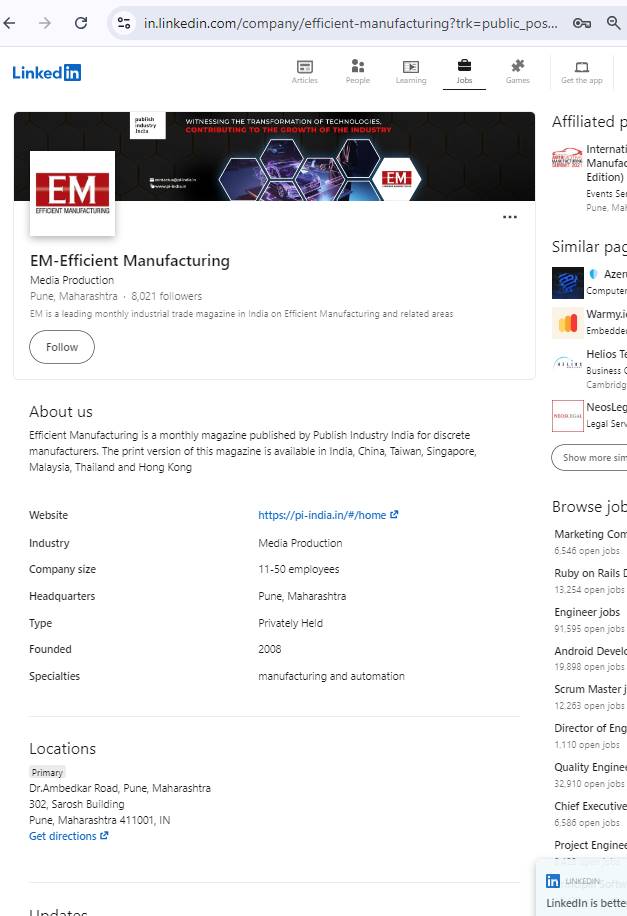 in.linkedin.com/company/efficient-manufacturing?trk=public_pos...
LinkedIn
Articles
People
Learning
Jobs
Games
Get the app
publish
industry
India
WITNESSING THE TRANSFORMATION OF TECHNOLOGIES,
CONTRIBUTING TO THE GROWTH OF THE INDUSTRY
contactus@pi-india.in
www.pi-india.in
EM
EFFICIENT MANUFACTURING
EM
EM-Efficient Manufacturing
Media Production
Pune, Maharashtra · 8,021 followers
EM is a leading monthly industrial trade magazine in India on Efficient Manufacturing and related areas
Follow
About us
Efficient Manufacturing is a monthly magazine published by Publish Industry India for discrete
manufacturers. The print version of this magazine is available in India, China, Taiwan, Singapore,
Malaysia, Thailand and Hong Kong
Website https://pi-india.in/#/home
Industry Media Production
Company size 11-50 employees
Headquarters Pune, Maharashtra
Type Privately Held
Founded 2008
Specialties manufacturing and automation
Locations
Primary
Dr.Ambedkar Road, Pune, Maharashtra
302, Sarosh Building
Pune, Maharashtra 411001, IN
Get directions
Updates
Affiliated p
Internati
Manufac
Edition)
Events Se
Pune, Mah
Similar pag
Azer
Computer
Warmy.i
Embedde
Helios Te
Business C
Cambridg
NEOSLEGAL
NeosLeg
Legal Serv
Show more sim
Browse job
Marketing Com
6,546 open jobs
Ruby on Rails D
13,254 open jobs
Engineer jobs
91,595 open jobs
Android Develo
19,898 open jobs
Scrum Master j
12,263 open jobs
Director of Eng
1,110 open jobs
Quality Enginee
32,910 open jobs
Chief Executive
6,586 open jobs
Project Enginee
LINKEDIN
LinkedIn is bette